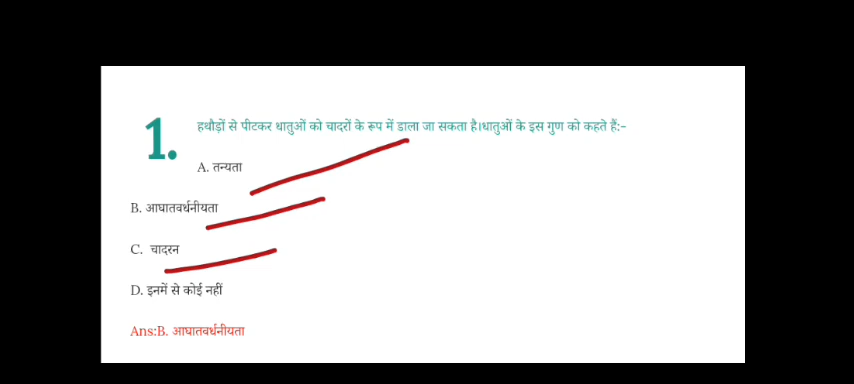 1. हथौड़ों से पीटकर धातुओं को चादरों के रूप में डाला जा सकता है।धातुओं के इस गुण को कहते हैं:-
A. तन्यता
B. आघातवर्धनीयता
C. चादरन
D. इनमें से कोई नहीं
Ans:B. आघातवर्धनीयता